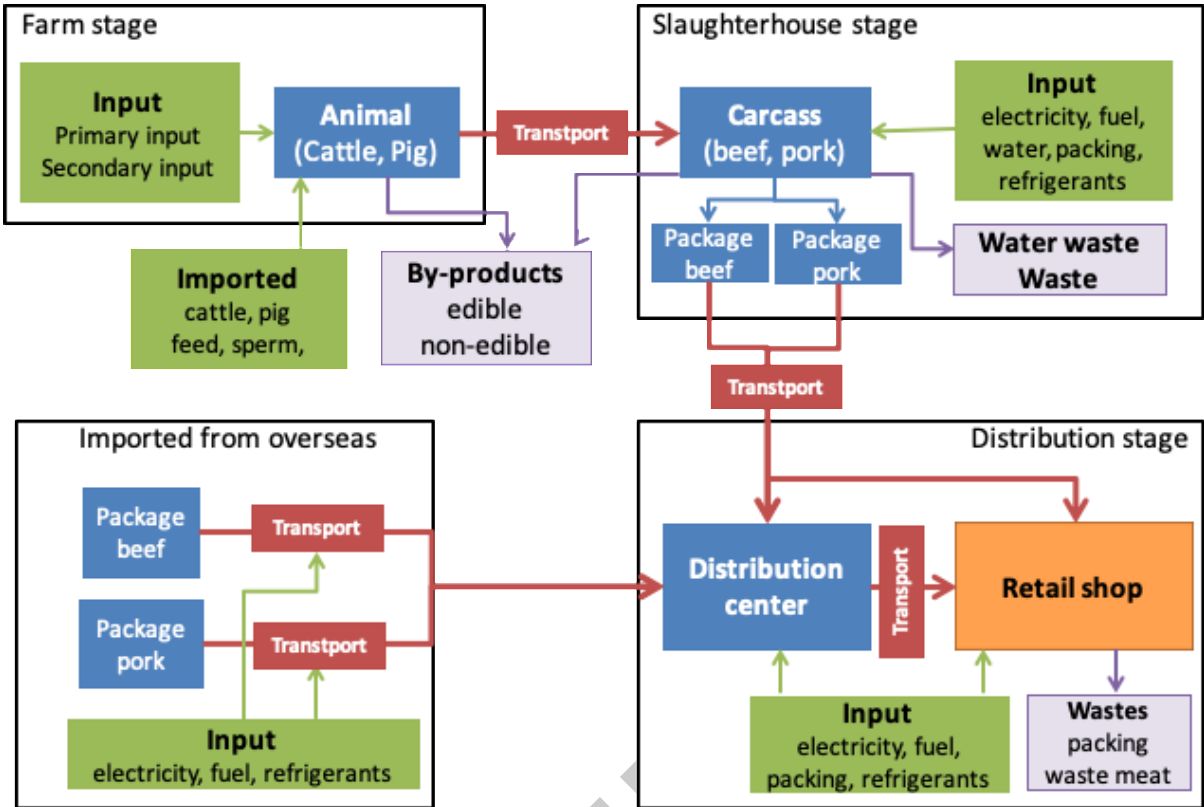 Farm stage
Input
Primary input
Secondary input
Animal
(Cattle, Pig)
Transtport
Imported
cattle, pig
feed, sperm,
By-products
edible
non-edible
Slaughterhouse stage
Carcass
(beef, pork)
Input
electricity, fuel,
water, packing,
refrigerants
Package
beef
Package
pork
Water waste
Waste
Transtport
Imported from overseas
Package
beef
Transport
Package
pork
Transtport
Input
electricity, fuel, refrigerants
Distribution stage
Distribution
center
Transport
Retail shop
Input
electricity, fuel,
packing, refrigerants
Wastes
packing
waste meat